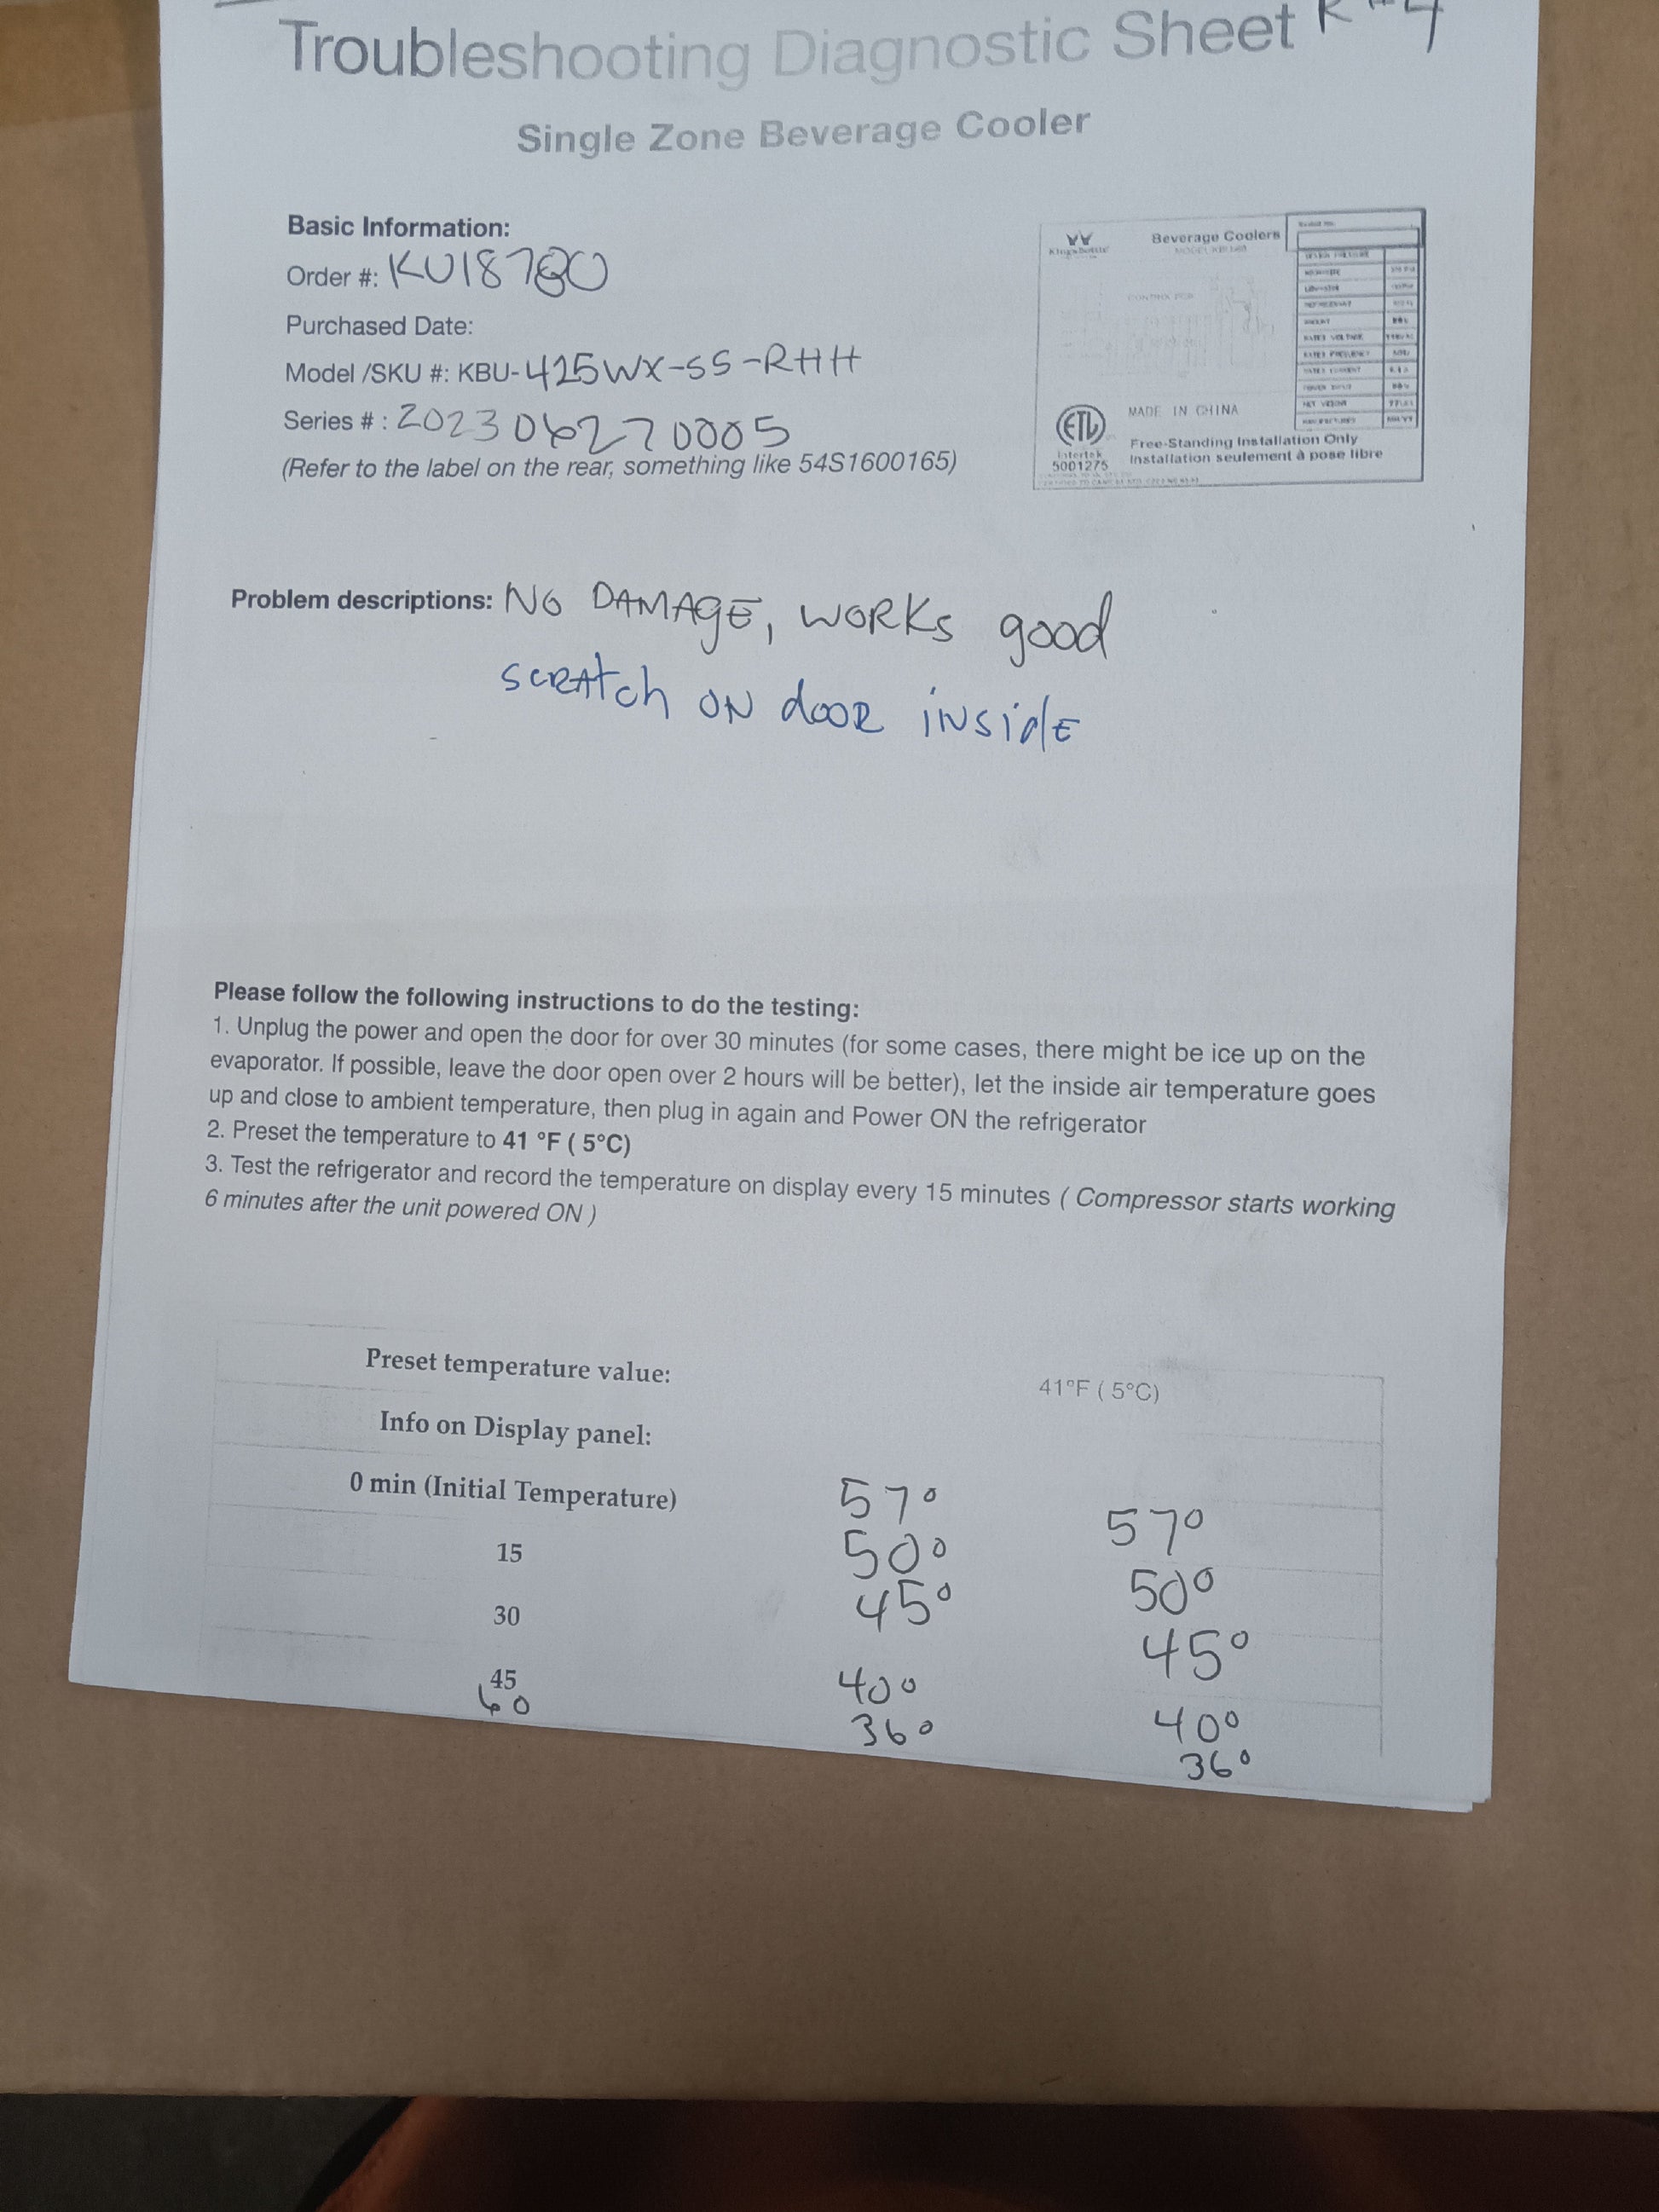 Troubleshooting Diagnostic Sheet
Single Zone Beverage Cooler
Basic Information:
Order #: KU18780
Purchased Date:
Model /SKU #: KBU-425WX-SS-RHH
Series # : 20230627 0005
(Refer to the label on the rear, something like 54S1600165)
KingsBottle
Beverage Coolers
CONTROL PCB
MADE IN CHINA
ETL
Intertek
5001275
Free-Standing Installation Only
Installation seulement à pose libre
Problem descriptions: NO DAMAGE, WORKS good
SCRATCH ON dOOR iNSidE
Please follow the following instructions to do the testing:
1. Unplug the power and open the door for over 30 minutes (for some cases, there might be ice up on the
evaporator. If possible, leave the door open over 2 hours will be better), let the inside air temperature goes
up and close to ambient temperature, then plug in again and Power ON the refrigerator
2. Preset the temperature to 41 °F ( 5°C)
3. Test the refrigerator and record the temperature on display every 15 minutes ( Compressor starts working
6 minutes after the unit powered ON )
Preset temperature value: 41°F ( 5°C)
Info on Display panel:
0 min (Initial Temperature) 57° 57°
15 50° 50°
30 45° 45°
45 40° 40°
60 36° 36°